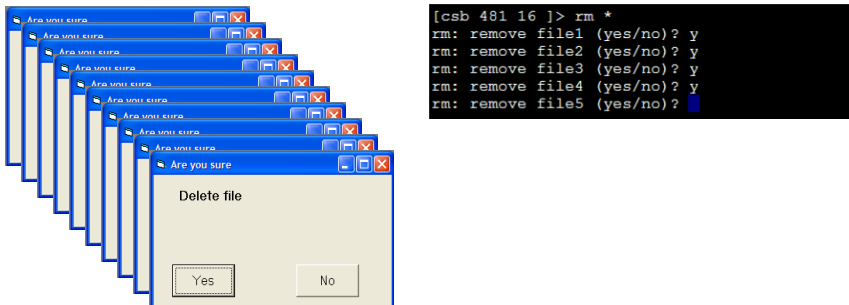 Are you sure
Are you sure
Are you sure
Are you sure
Are you sure
Are you sure
Are you sure
Are you sure
Are you sure
Are you sure
Delete file
Yes No
[csb 481 16 ]> rm *
rm: remove file1 (yes/no)? y
rm: remove file2 (yes/no)? y
rm: remove file3 (yes/no)? y
rm: remove file4 (yes/no)? y
rm: remove file5 (yes/no)?